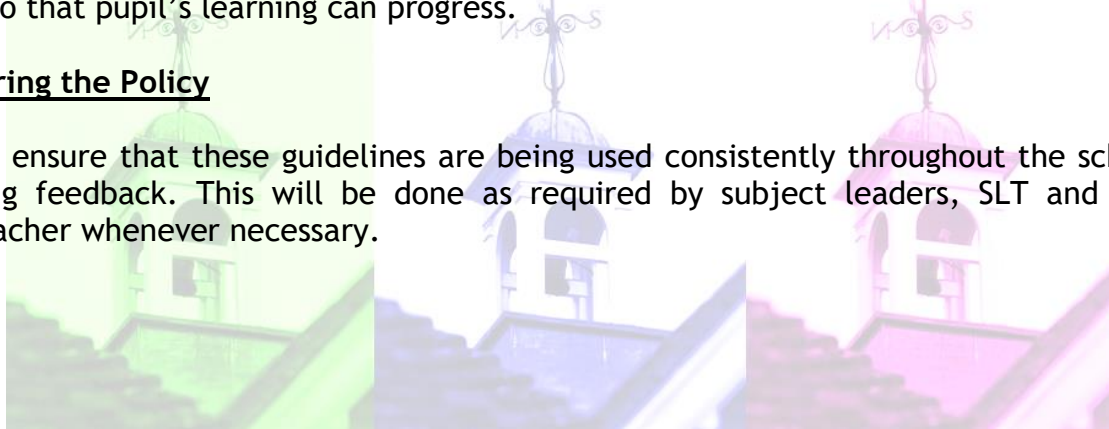 o that pupil’s learning can progress.
ring the Policy
ensure that these guidelines are being used consistently throughout the sc
g feedback. This will be done as required by subject leaders, SLT and
acher whenever necessary.